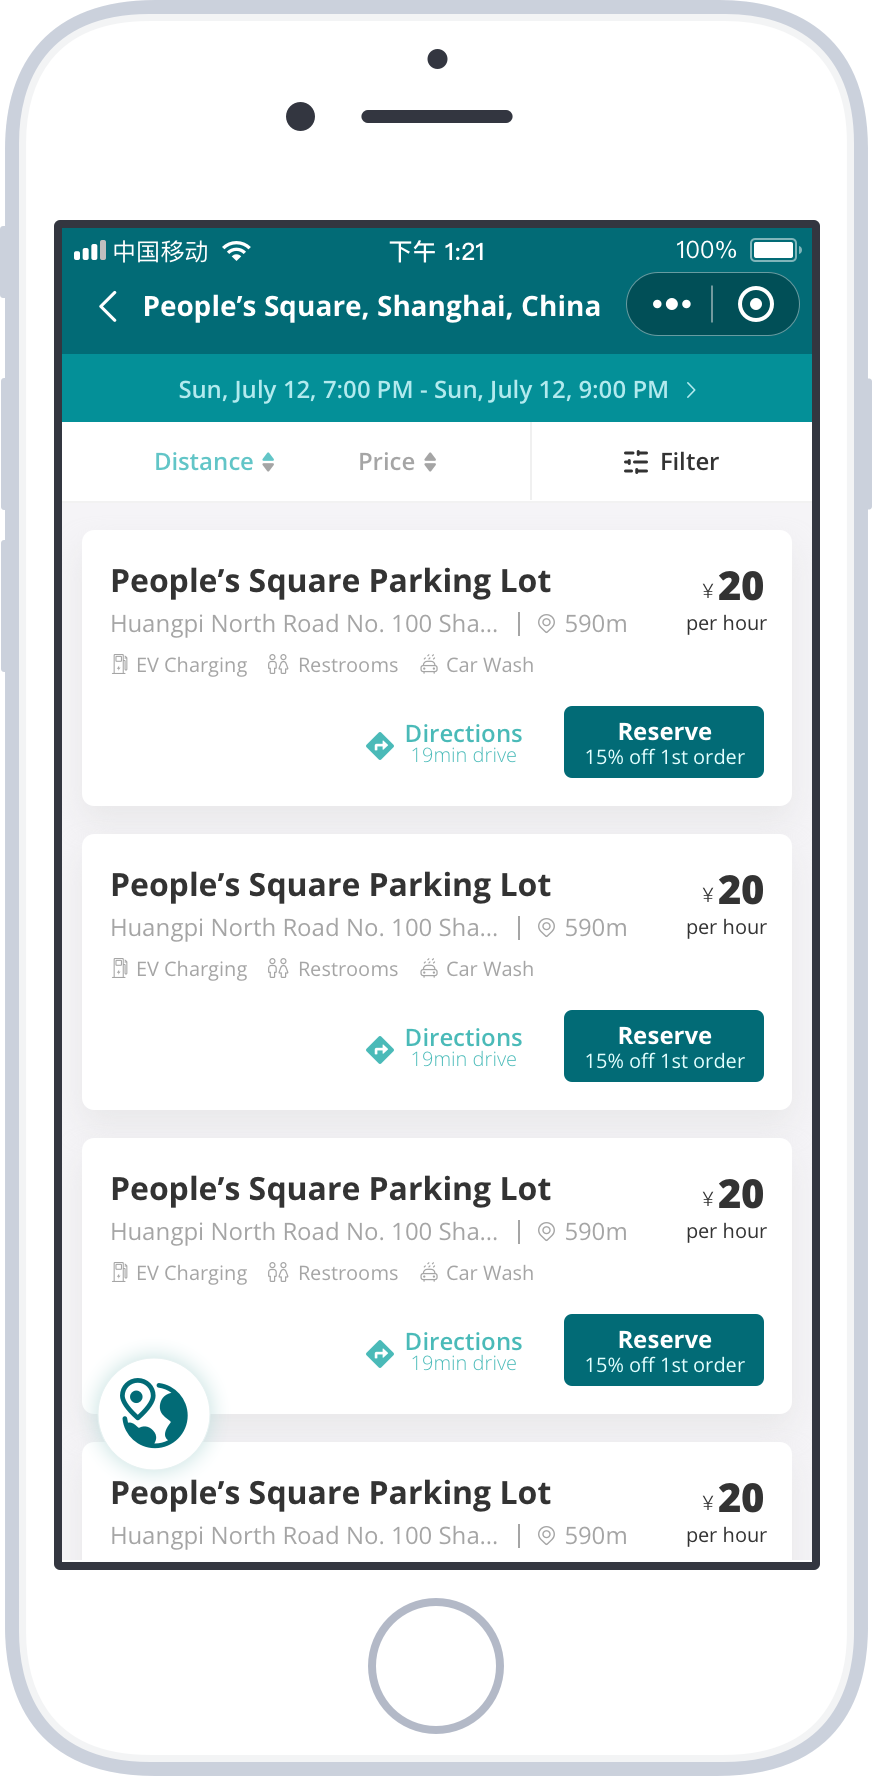 中国移动 下午 1:21 100%
People’s Square, Shanghai, China
Sun, July 12, 7:00 PM - Sun, July 12, 9:00 PM
Distance Price Filter
People’s Square Parking Lot ¥ 20
Huangpi North Road No. 100 Sha... | 590m per hour
EV Charging Restrooms Car Wash
Directions Reserve
19min drive 15% off 1st order
People’s Square Parking Lot ¥ 20
Huangpi North Road No. 100 Sha... | 590m per hour
EV Charging Restrooms Car Wash
Directions Reserve
19min drive 15% off 1st order
People’s Square Parking Lot ¥ 20
Huangpi North Road No. 100 Sha... | 590m per hour
EV Charging Restrooms Car Wash
Directions Reserve
19min drive 15% off 1st order
People’s Square Parking Lot ¥ 20
Huangpi North Road No. 100 Sha... | 590m per hour